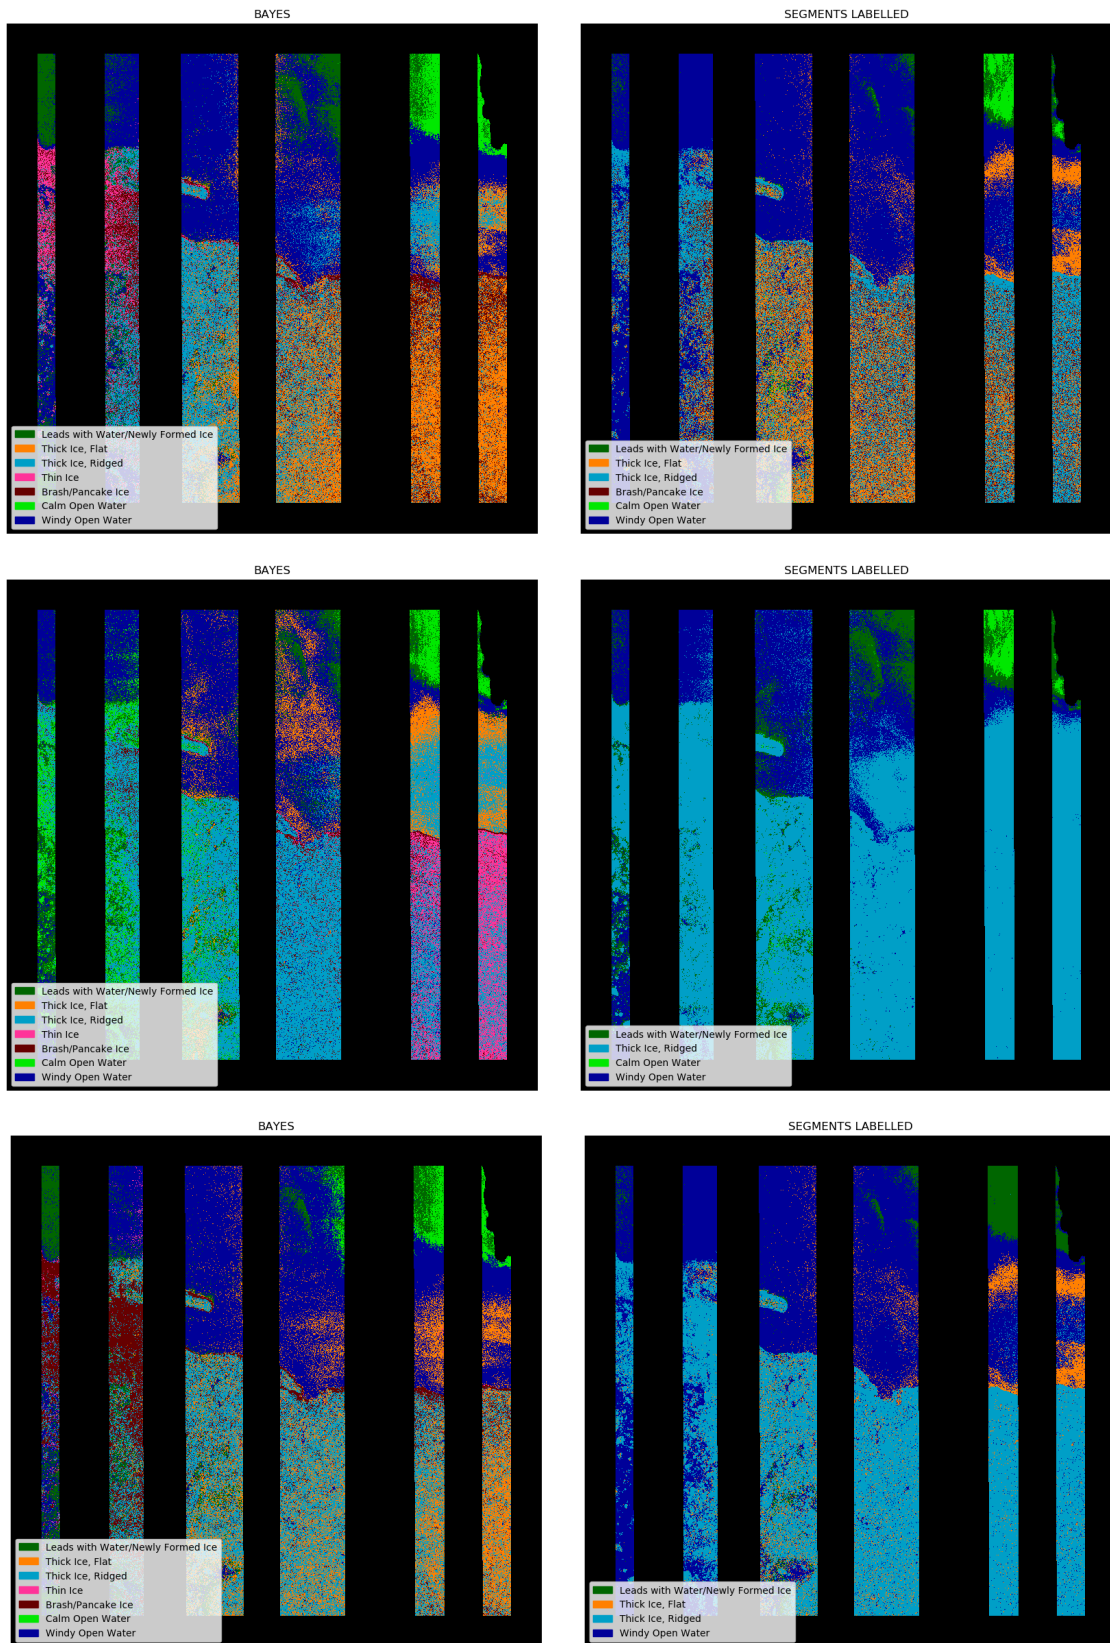 BAYES
Leads with Water/Newly Formed Ice
Thick Ice, Flat
Thick Ice, Ridged
Thin Ice
Brash/Pancake Ice
Calm Open Water
Windy Open Water
SEGMENTS LABELLED
Leads with Water/Newly Formed Ice
Thick Ice, Flat
Thick Ice, Ridged
Brash/Pancake Ice
Calm Open Water
Windy Open Water
BAYES
Leads with Water/Newly Formed Ice
Thick Ice, Flat
Thick Ice, Ridged
Thin Ice
Brash/Pancake Ice
Calm Open Water
Windy Open Water
SEGMENTS LABELLED
Leads with Water/Newly Formed Ice
Thick Ice, Ridged
Calm Open Water
Windy Open Water
BAYES
Leads with Water/Newly Formed Ice
Thick Ice, Flat
Thick Ice, Ridged
Thin Ice
Brash/Pancake Ice
Calm Open Water
Windy Open Water
SEGMENTS LABELLED
Leads with Water/Newly Formed Ice
Thick Ice, Flat
Thick Ice, Ridged
Windy Open Water